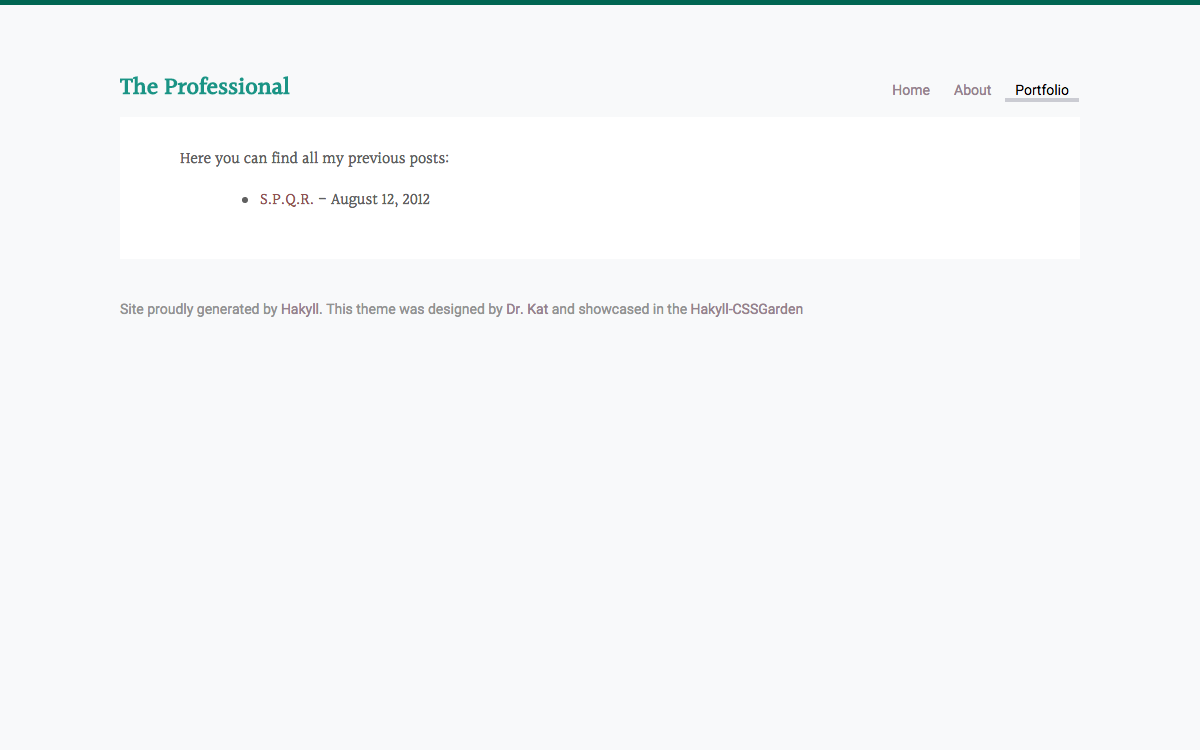 The Professional
Home About Portfolio
Here you can find all my previous posts:
• S.P.Q.R. – August 12, 2012
Site proudly generated by Hakyll. This theme was designed by Dr. Kat and showcased in the Hakyll-CSSGarden